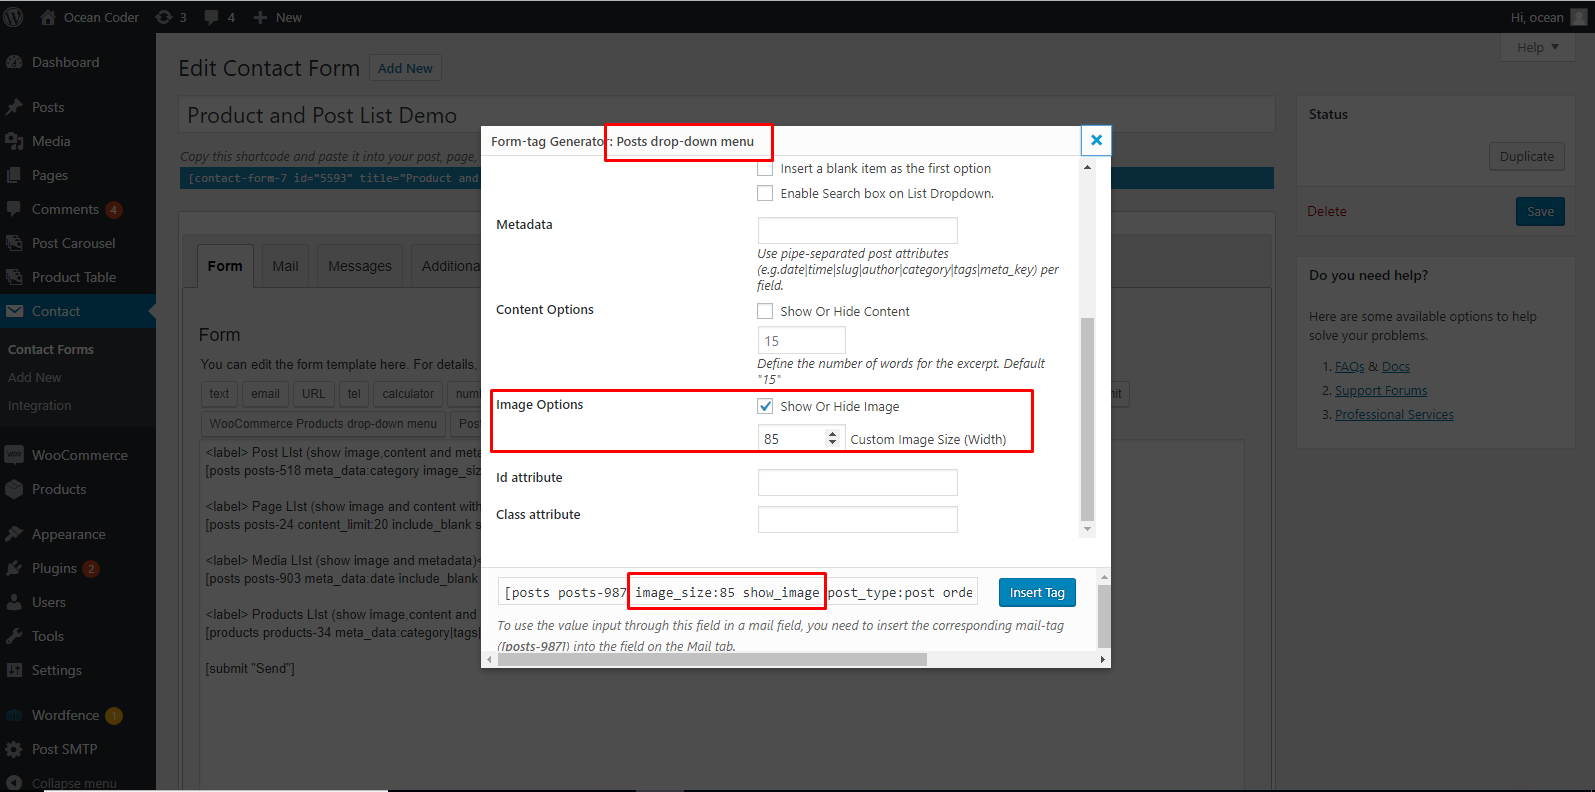 Ocean Coder
3
4
New
Hi, ocean
Help
Dashboard
Posts
Media
Pages
Comments 4
Post Carousel
Product Table
Contact
Contact Forms
Add New
Integration
WooCommerce
Products
Appearance
Plugins 2
Users
Tools
Settings
Wordfence 1
Post SMTP
Collapse menu
Edit Contact Form
Add New
Product and Post List Demo
Copy this shortcode and paste it into your post, page,
[contact-form-7 id="5593" title="Product and
Form
Mail
Messages
Additiona
Form
You can edit the form template here. For details,
text
email
URL
tel
calculator
WooCommerce Products drop-down menu
<label> Post LIst (show image,content and meta
[posts posts-518 meta_data:category image_siz
<label> Page LIst (show image and content with
[posts posts-24 content_limit:20 include_blank s
<label> Media LIst (show image and metadata)<
[posts posts-903 meta_data:date include_blank
<label> Products LIst (show image,content and
[products products-34 meta_data:category|tags|
[submit "Send"]
Form-tag Generator: Posts drop-down menu
Insert a blank item as the first option
Enable Search box on List Dropdown.
Metadata
Use pipe-separated post attributes
(e.g.date|time|slug|author|category|tags|meta_key) per
field.
Content Options
Show Or Hide Content
15
Define the number of words for the excerpt. Default
"15"
Image Options
Show Or Hide Image
85
Custom Image Size (Width)
Id attribute
Class attribute
[posts posts-987 image_size:85 show_image post_type:post orde
Insert Tag
To use the value input through this field in a mail field, you need to insert the corresponding mail-tag
([posts-987]) into the field on the Mail tab.
Status
Duplicate
Delete
Save
Do you need help?
Here are some available options to help
solve your problems.
1. FAQs & Docs
2. Support Forums
3. Professional Services